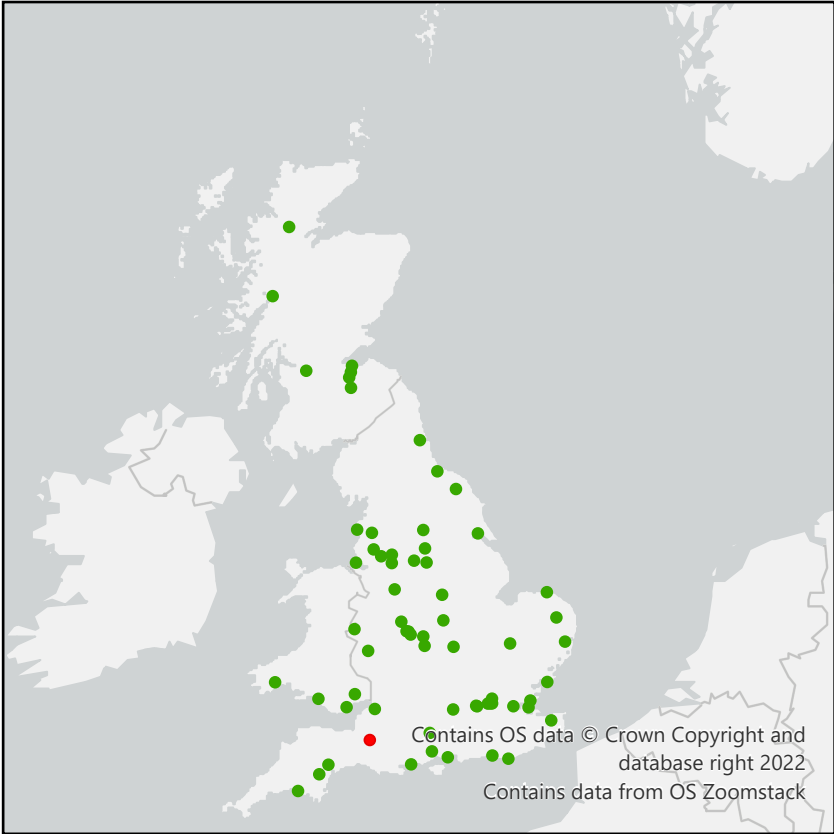 Contains OS data © Crown Copyright and
database right 2022
Contains data from OS Zoomstack